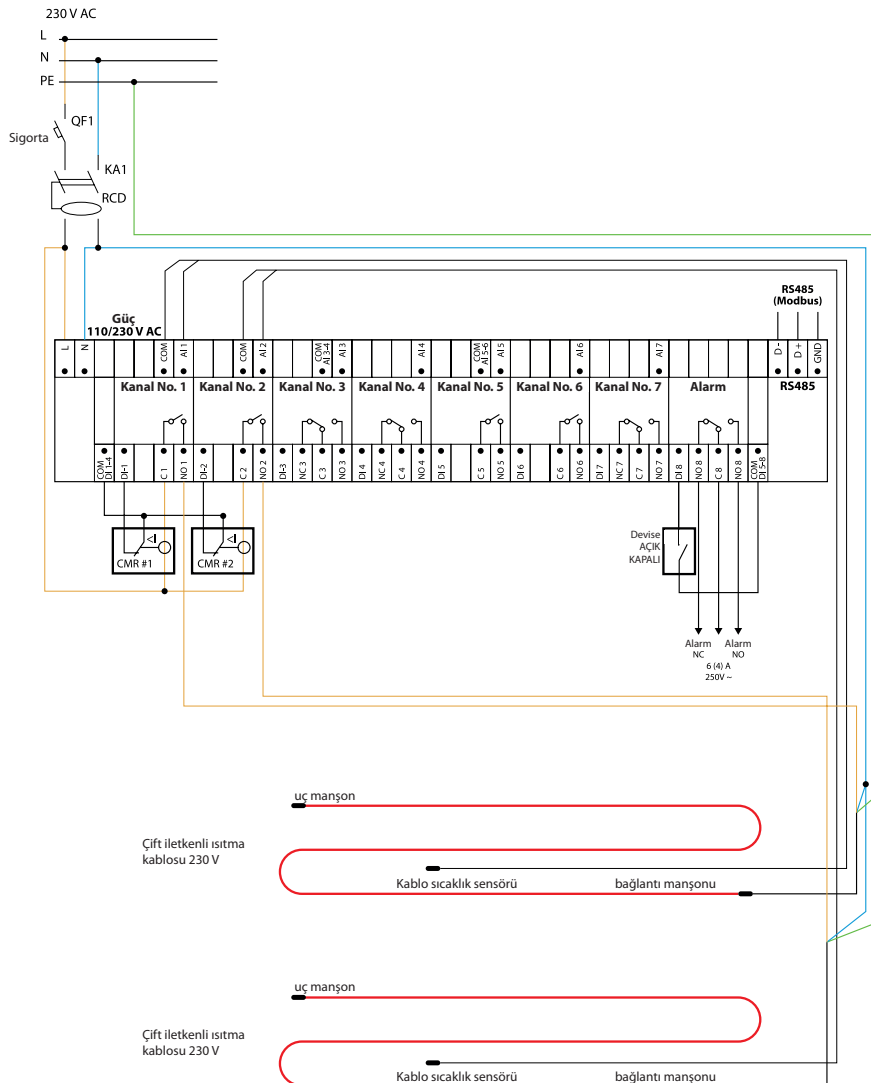 230 V AC
L
N
PE
QF1
Sigorta
KA1
RCD
RS485
(Modbus)
Güç
110/230 V AC
L
N
COM
AI 1
COM
AI 2
COM
AI 3-4
AI 3
AI 4
COM
AI 5-6
AI 5
AI 6
AI 7
D -
D +
GND
Kanal No. 1
Kanal No. 2
Kanal No. 3
Kanal No. 4
Kanal No. 5
Kanal No. 6
Kanal No. 7
Alarm
RS485
COM
DI 1-4
DI-1
C 1
NO 1
DI-2
C 2
NO 2
DI-3
NC 3
C 3
NO 3
DI 4
NC 4
C 4
NO 4
DI 5
C 5
NO 5
DI 6
C 6
NO 6
DI 7
NC7
C 7
NO 7
DI 8
NO 8
C 8
NO 8
COM
DI 5-8
<I
CMR #1
<I
CMR #2
Devise
AÇIK
KAPALI
Alarm
NC
Alarm
NO
6 (4) A
250V ~
uç manşon
Çift iletkenli ısıtma
kablosu 230 V
Kablo sıcaklık sensörü
bağlantı manşonu
uç manşon
Çift iletkenli ısıtma
kablosu 230 V
Kablo sıcaklık sensörü
bağlantı manşonu